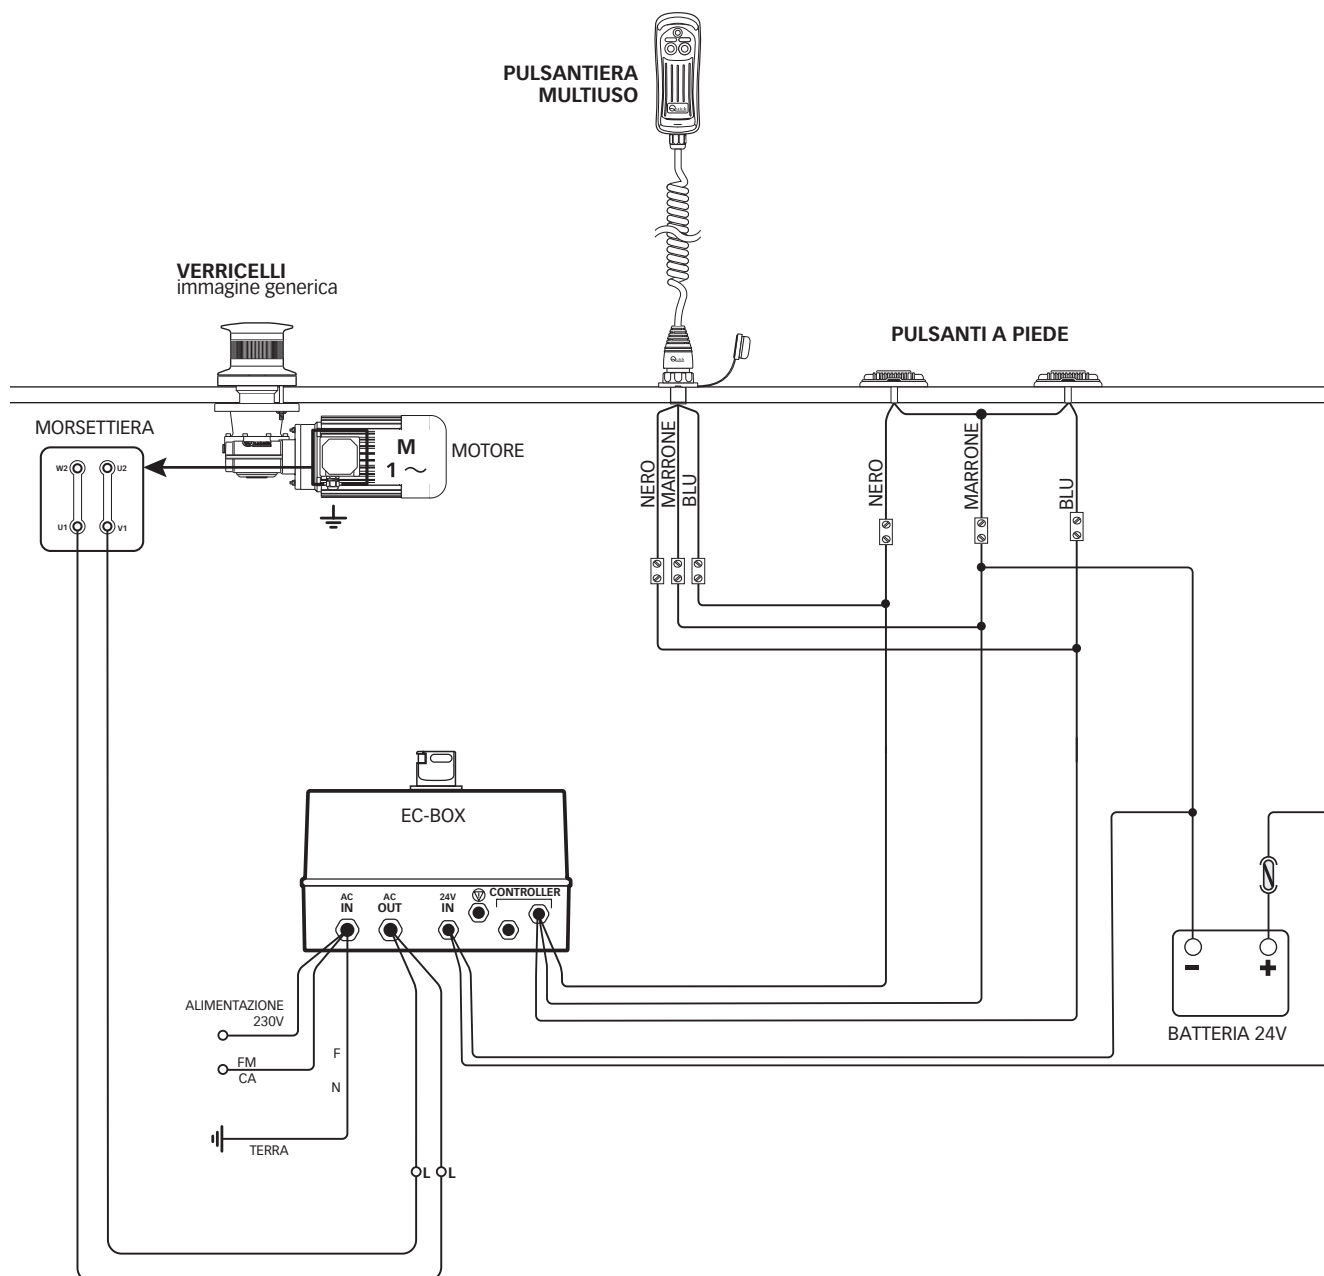 PULSANTIERA
MULTIUSO
VERRICELLI
immagine generica
PULSANTI A PIEDE
MORSETTIERA
W2
U2
U1
V1
M
1 ~
MOTORE
NERO
MARRONE
BLU
NERO
MARRONE
BLU
EC-BOX
AC
IN
AC
OUT
24V
IN
CONTROLLER
ALIMENTAZIONE
230V
FM
CA
F
N
TERRA
L
L
- +
BATTERIA 24V